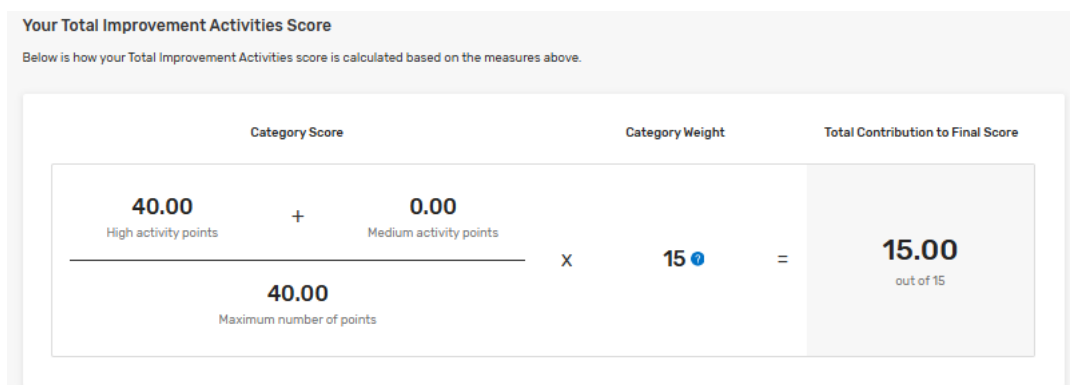 Your Total Improvement Activities Score
Below is how your Total Improvement Activities score is calculated based on the measures above.
Category Score
Category Weight
Total Contribution to Final Score
40.00
+
0.00
High activity points
Medium activity points
40.00
Maximum number of points
X
15 ?
=
15.00
out of 15